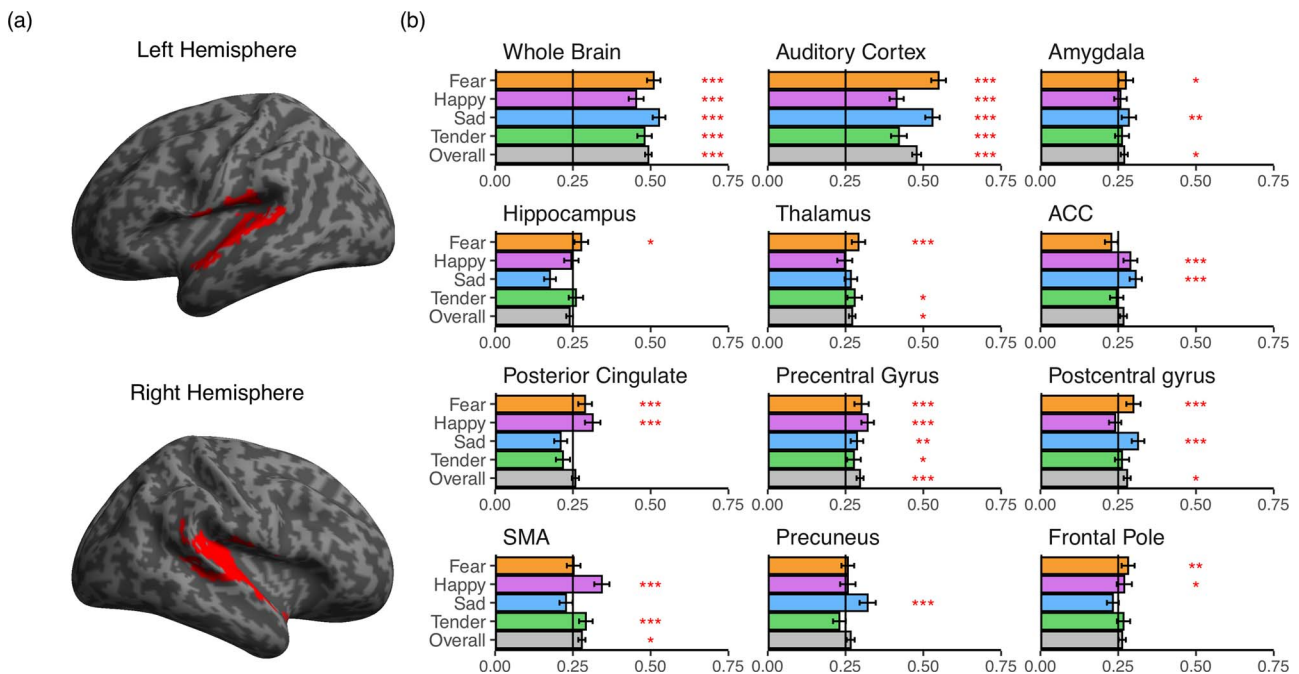 (a)
Left Hemisphere
Right Hemisphere
(b)
Whole Brain
Fear ***
Happy ***
Sad ***
Tender ***
Overall ***
0.00 0.25 0.50 0.75
Auditory Cortex
***
***
***
***
***
0.00 0.25 0.50 0.75
Amygdala
*
**
*
0.00 0.25 0.50 0.75
Hippocampus
Fear *
Happy
Sad
Tender
Overall
0.00 0.25 0.50 0.75
Thalamus
***
*
*
0.00 0.25 0.50 0.75
ACC
***
***
0.00 0.25 0.50 0.75
Posterior Cingulate
Fear ***
Happy ***
Sad
Tender
Overall
0.00 0.25 0.50 0.75
Precentral Gyrus
***
***
**
*
***
0.00 0.25 0.50 0.75
Postcentral gyrus
***
***
*
0.00 0.25 0.50 0.75
SMA
Fear
Happy ***
Sad
Tender ***
Overall *
0.00 0.25 0.50 0.75
Precuneus
***
0.00 0.25 0.50 0.75
Frontal Pole
**
*
0.00 0.25 0.50 0.75